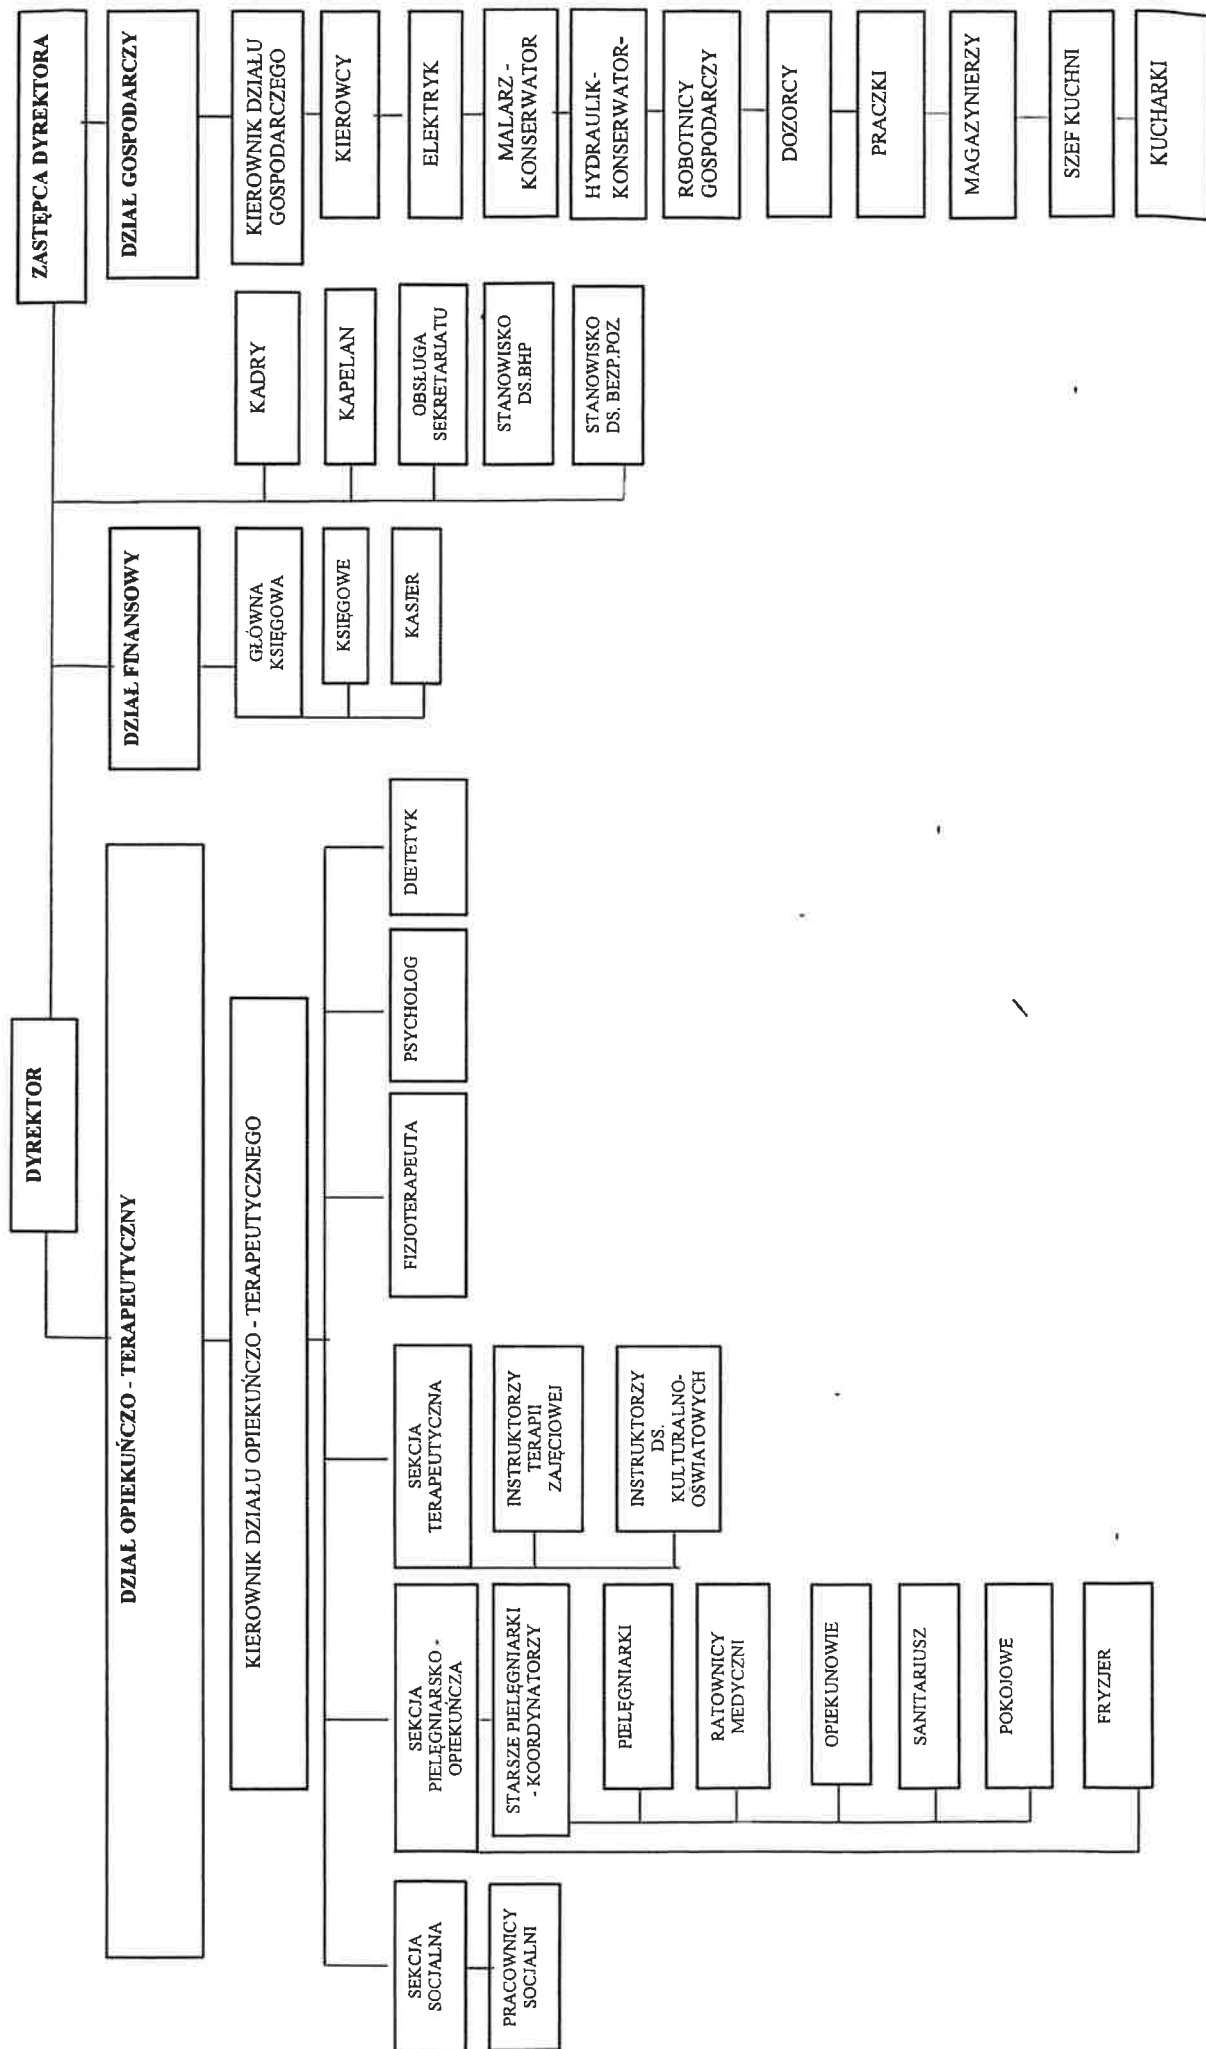 DYREKTOR
ZASTĘPCA DYREKTORA
DZIAŁ OPIEKUŃCZO - TERAPEUTYCZNY
DZIAŁ FINANSOWY
DZIAŁ GOSPODARCZY
KIEROWNIK DZIAŁU OPIEKUŃCZO - TERAPEUTYCZNEGO
SEKCJA
SOCJALNA
PRACOWNICY
SOCJALNI
SEKCJA
PIELĘGNIARSKO -
OPIEKUŃCZA
STARSZE PIELĘGNIARKI
- KOORDYNATORZY
PIELĘGNIARKI
RATOWNICY
MEDYCZNI
OPIEKUNOWIE
SANITARIUSZ
POKOJOWE
FRYZJER
SEKCJA
TERAPEUTYCZNA
INSTRUKTORZY
TERAPII
ZAJĘCIOWEJ
INSTRUKTORZY
DS.
KULTURALNO-
OŚWIATOWYCH
FIZJOTERAPEUTA
PSYCHOLOG
DIETETYK
GŁÓWNA
KSIĘGOWA
KSIĘGOWE
KASJER
KADRY
KAPELAN
OBSŁUGA
SEKRETARIATU
STANOWISKO
DS.BHP
STANOWISKO
DS. BEZP.POŻ
KIEROWNIK DZIAŁU
GOSPODARCZEGO
KIEROWCY
ELEKTRYK
MALARZ -
KONSERWATOR
HYDRAULIK-
KONSERWATOR-
ROBOTNICY
GOSPODARCZY
DOZORCY
PRACZKI
MAGAZYNIERZY
SZEF KUCHNI
KUCHARKI